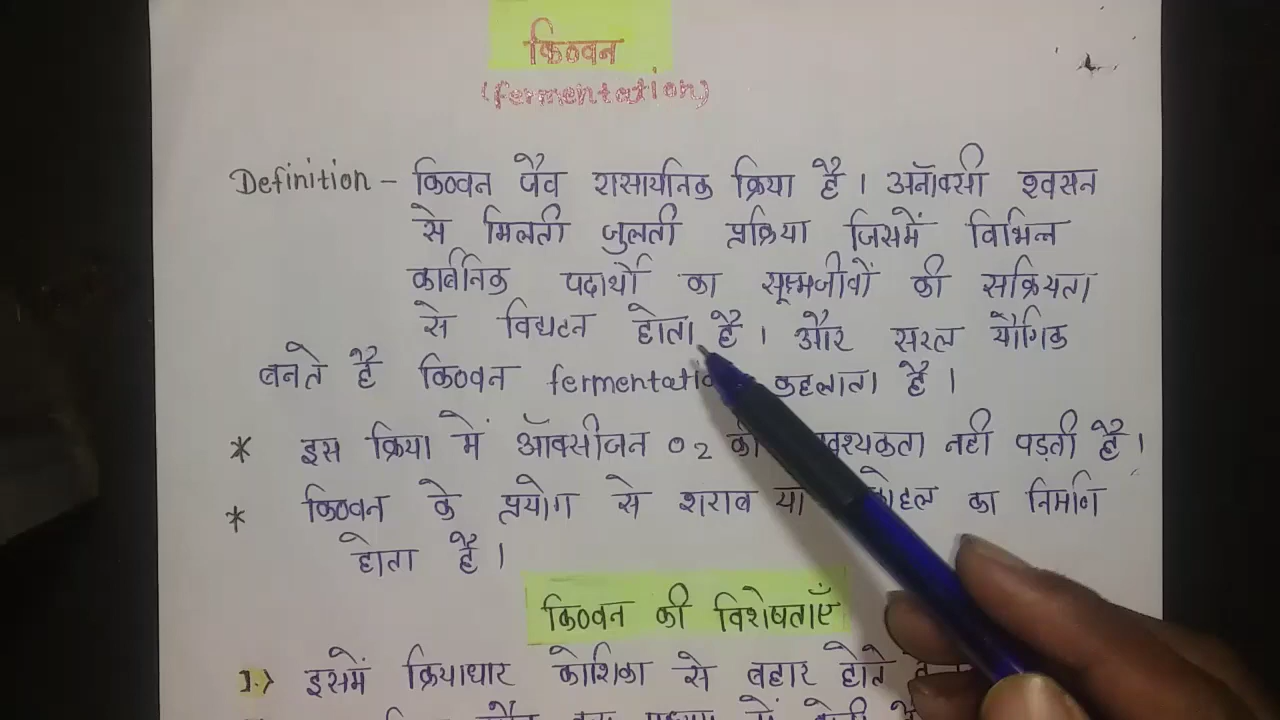 किण्वन
(fermentation)
Definition - किण्वन जैव रासायनिक क्रिया है । अनॉक्सी श्वसन
से मिलती जुलती प्रक्रिया जिसमें विभिन्न
कार्बनिक पदार्थो का सूक्ष्मजीवों की सक्रियता
से विघटन होता है । और सरल यौगिक
बनते है किण्वन कहलाता है ।
* इस क्रिया में ऑक्सीजन O2 नही पड़ती है ।
* किण्वन के प्रयोग से शराब या का निर्माण
होता है ।
किण्वन की विशेषताएँ
1.> इसमें क्रियाधार कोशिका से बहार होते